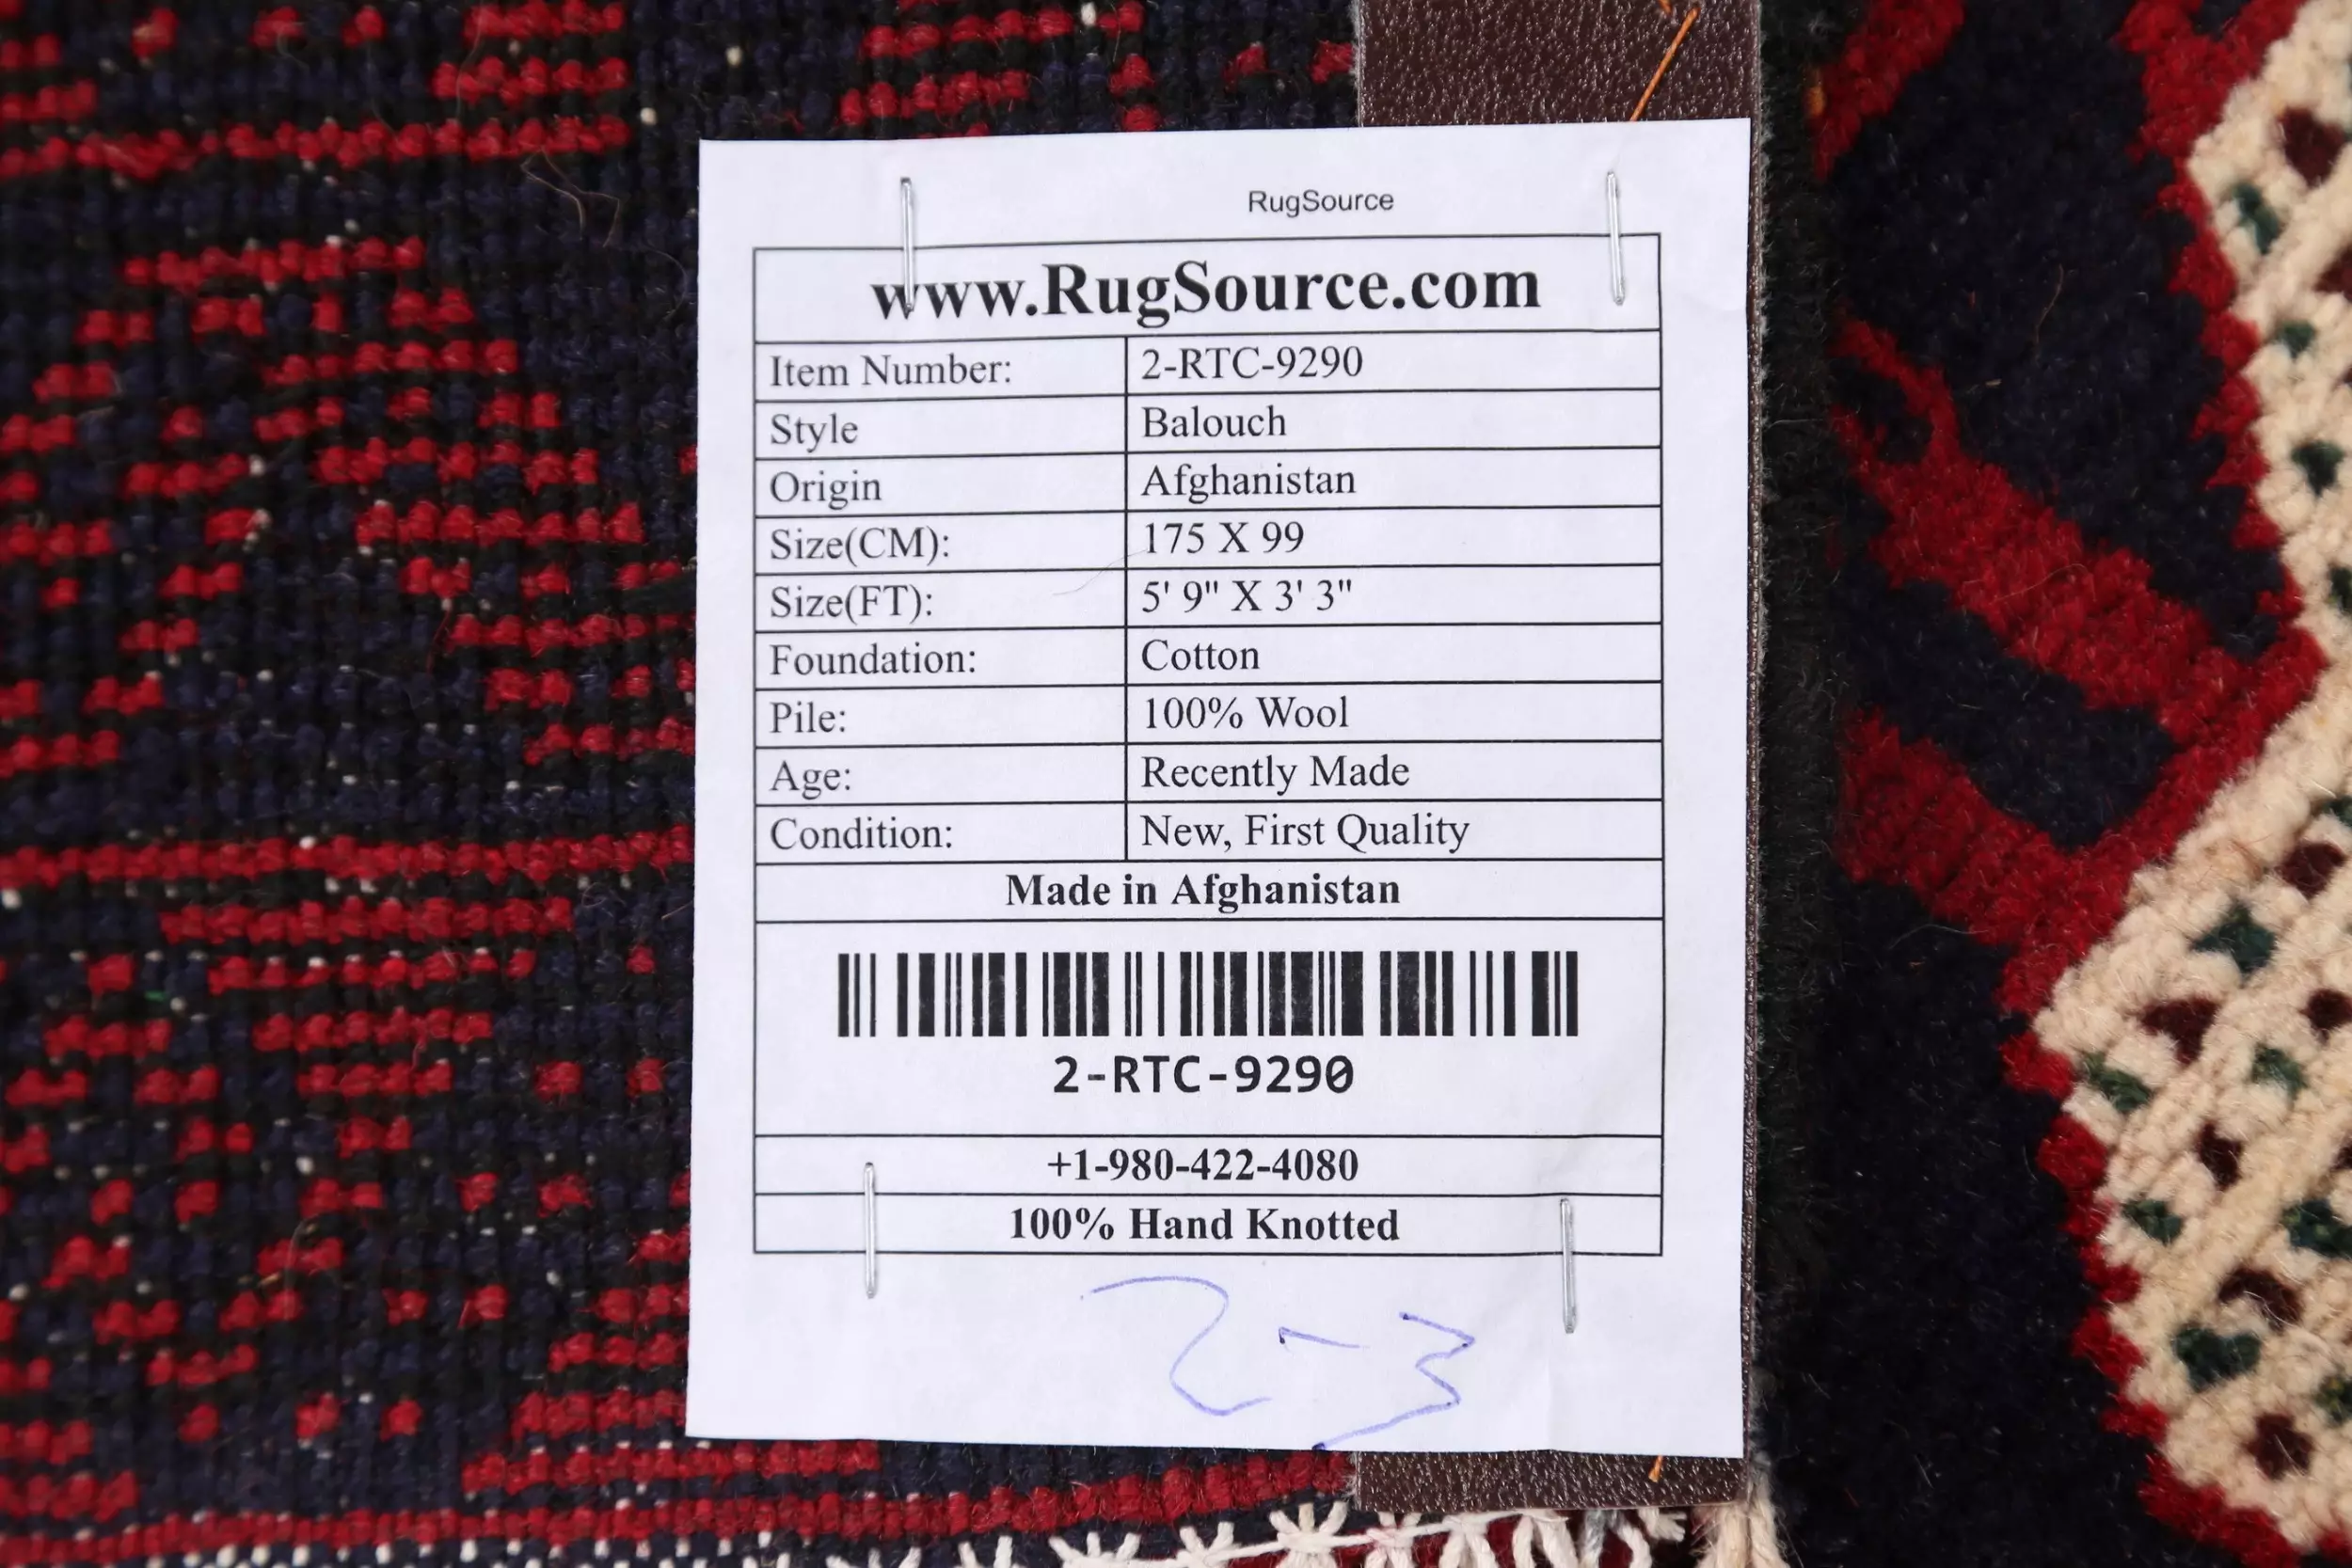 RugSource
www.RugSource.com
Item Number: 2-RTC-9290
Style Balouch
Origin Afghanistan
Size(CM): 175 X 99
Size(FT): 5' 9" X 3' 3"
Foundation: Cotton
Pile: 100% Wool
Age: Recently Made
Condition: New, First Quality
Made in Afghanistan
2-RTC-9290
+1-980-422-4080
100% Hand Knotted
2-3